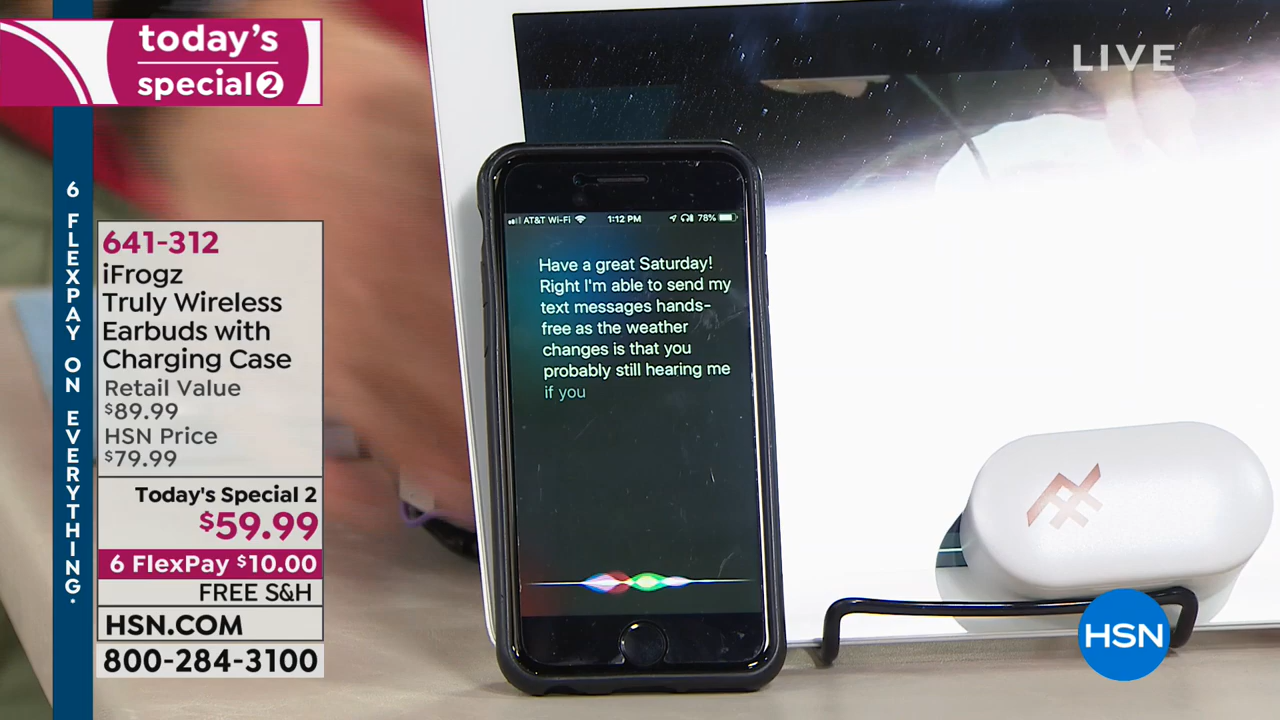 today's
special 2
LIVE
6 FLEXPAY ON EVERYTHING.
641-312
iFrogz
Truly Wireless
Earbuds with
Charging Case
Retail Value
$89.99
HSN Price
$79.99
Today's Special 2
$59.99
6 FlexPay $10.00
FREE S&H
HSN.COM
800-284-3100
AT&T Wi-Fi 1:12 PM 78%
Have a great Saturday!
Right I'm able to send my
text messages hands-
free as the weather
changes is that you
probably still hearing me
if you
HSN